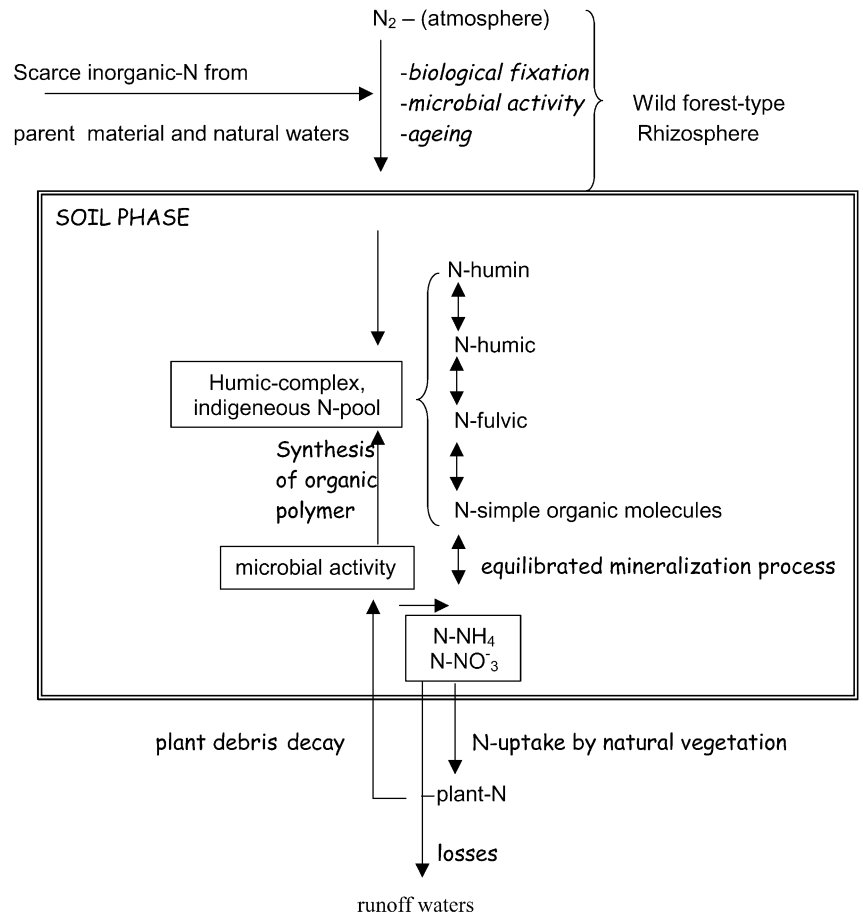 N₂ – (atmosphere)
Scarce inorganic-N from
parent material and natural waters
-biological fixation
-microbial activity
-ageing
Wild forest-type
Rhizosphere
SOIL PHASE
N-humin
N-humic
Humic-complex,
indigeneous N-pool
N-fulvic
Synthesis
of organic
polymer
N-simple organic molecules
microbial activity
equilibrated mineralization process
N-NH₄
N-NO⁻₃
plant debris decay
N-uptake by natural vegetation
plant-N
losses
runoff waters